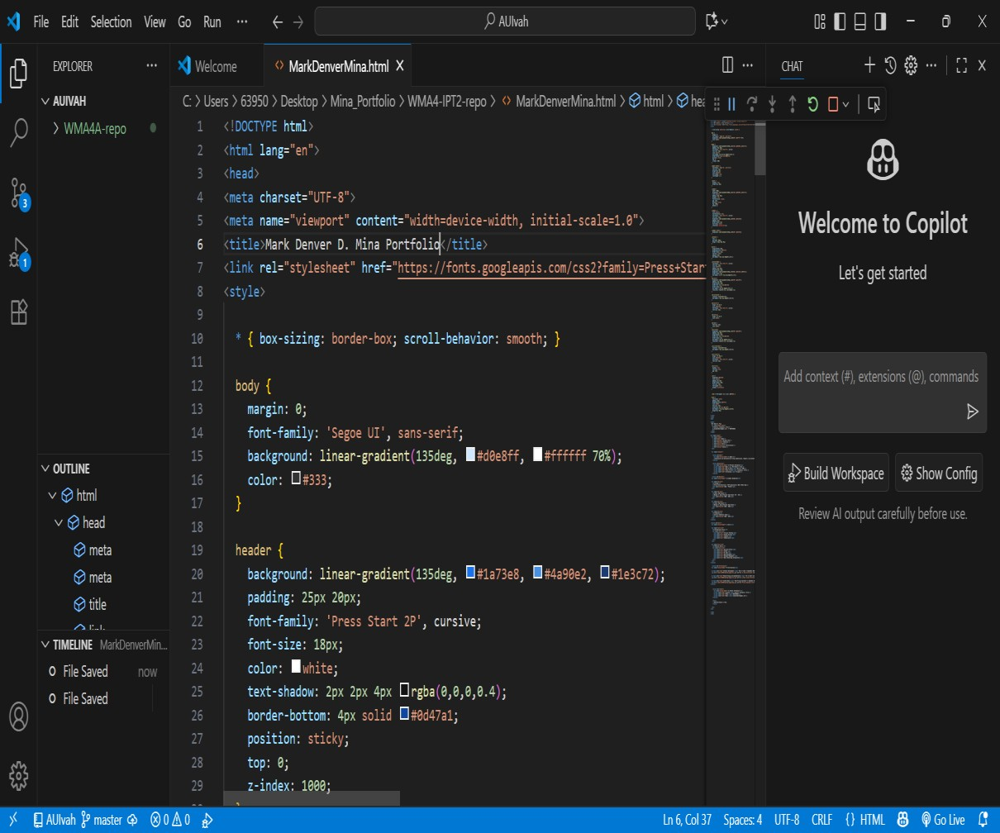 File Edit Selection View Go Run ··· AUIvah
EXPLORER ···
AUIVAH
WMA4A-repo
3
1
OUTLINE
html
head
meta
meta
title
link
TIMELINE MarkDenverMin...
File Saved now
File Saved
Welcome
<> MarkDenverMina.html
C: > Users > 63950 > Desktop > Mina_Portfolio > WMA4-IPT2-repo > <> MarkDenverMina.html > html > hea
1 <!DOCTYPE html>
2 <html lang="en">
3 <head>
4 <meta charset="UTF-8">
5 <meta name="viewport" content="width=device-width, initial-scale=1.0">
6 <title>Mark Denver D. Mina Portfolio</title>
7 <link rel="stylesheet" href="https://fonts.googleapis.com/css2?family=Press+Star
8 <style>
9
10 * { box-sizing: border-box; scroll-behavior: smooth; }
11
12 body {
13 margin: 0;
14 font-family: 'Segoe UI', sans-serif;
15 background: linear-gradient(135deg, #d0e8ff, #ffffff 70%);
16 color: #333;
17 }
18
19 header {
20 background: linear-gradient(135deg, #1a73e8, #4a90e2, #1e3c72);
21 padding: 25px 20px;
22 font-family: 'Press Start 2P', cursive;
23 font-size: 18px;
24 color: white;
25 text-shadow: 2px 2px 4px rgba(0,0,0,0.4);
26 border-bottom: 4px solid #0d47a1;
27 position: sticky;
28 top: 0;
29 z-index: 1000;
CHAT
Welcome to Copilot
Let's get started
Add context (#), extensions (@), commands
Build Workspace
Show Config
Review AI output carefully before use.
AUIvah master 0 0 Ln 6, Col 37 Spaces: 4 UTF-8 CRLF {} HTML Go Live